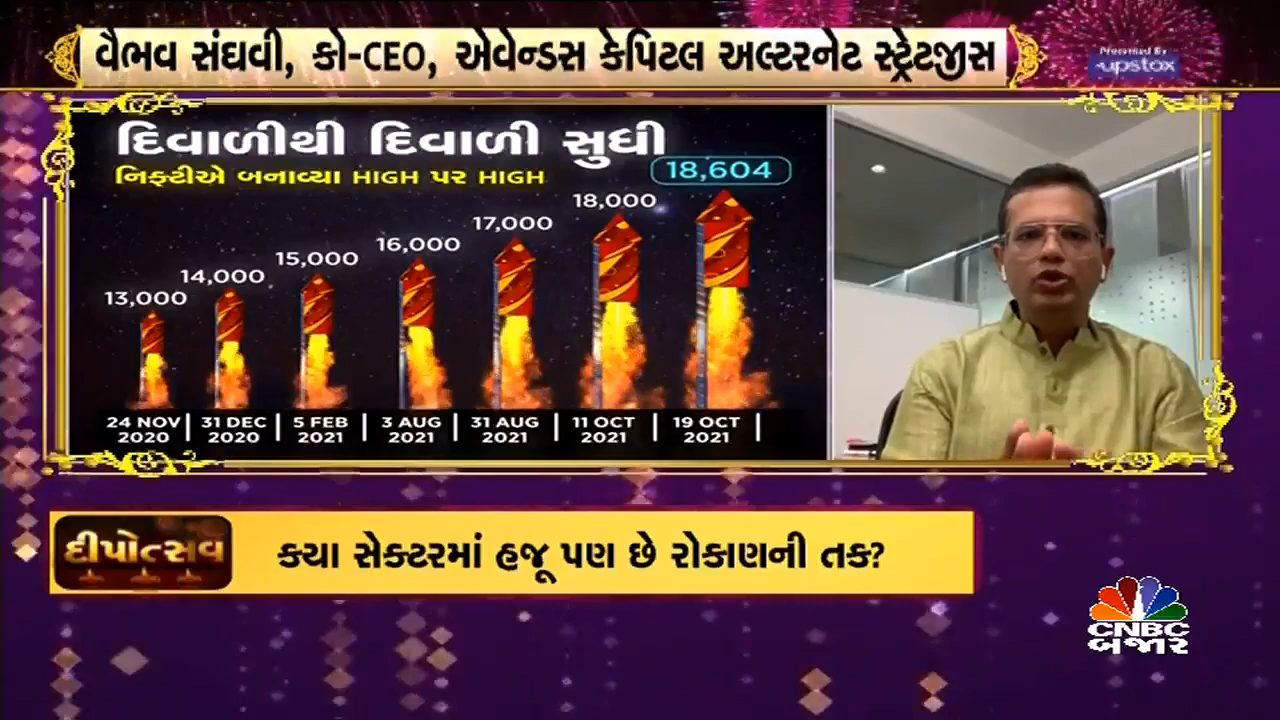 વૈભવ સંઘવી, કો-CEO, એવેન્ડસ કેપિટલ અલ્ટરનેટ સ્ટ્રેટજીસ
Presented By
upstox
દિવાળીથી દિવાળી સુધી
નિફ્ટીએ બનાવ્યા HIGH પર HIGH
18,604
18,000
17,000
16,000
15,000
14,000
13,000
24 NOV 2020
31 DEC 2020
5 FEB 2021
3 AUG 2021
31 AUG 2021
11 OCT 2021
19 OCT 2021
દીપોત્સવ
ક્યા સેક્ટરમાં હજૂ પણ છે રોકાણની તક?
CNBC
બજાર